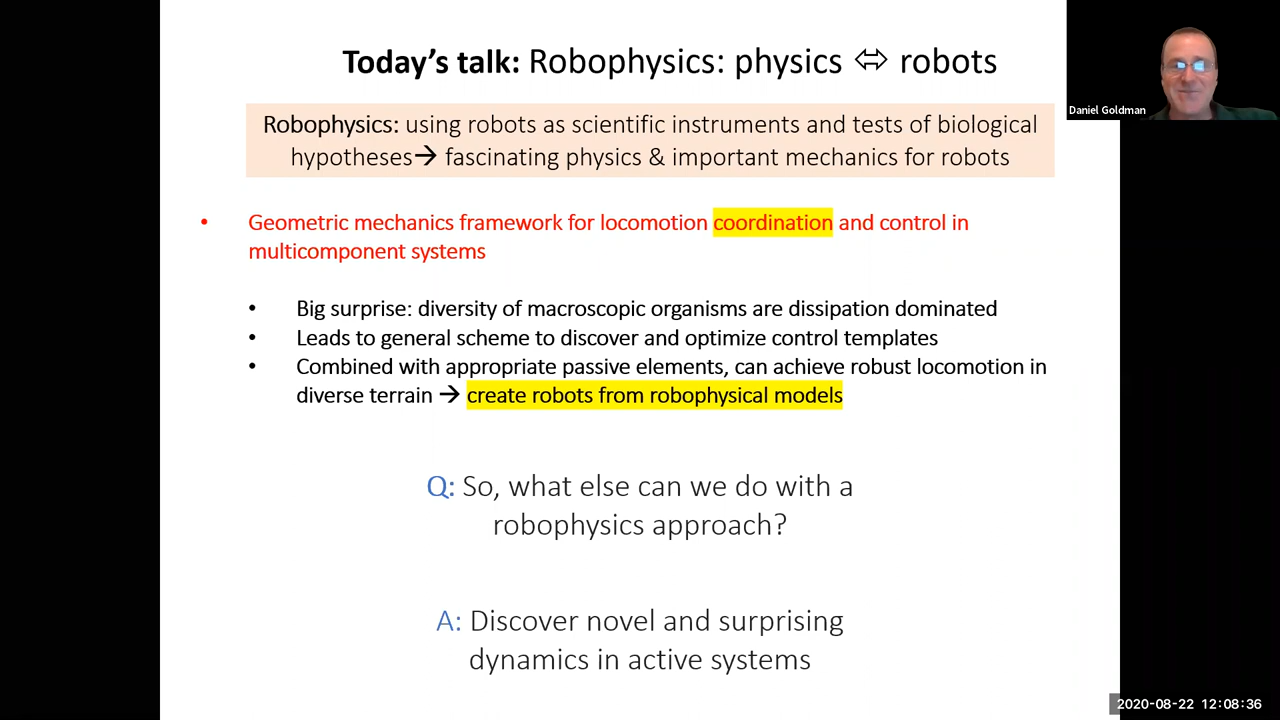 Today's talk: Robophysics: physics ⇔ robots
Daniel Goldman
Robophysics: using robots as scientific instruments and tests of biological
hypotheses→ fascinating physics & important mechanics for robots
• Geometric mechanics framework for locomotion coordination and control in
multicomponent systems
• Big surprise: diversity of macroscopic organisms are dissipation dominated
• Leads to general scheme to discover and optimize control templates
• Combined with appropriate passive elements, can achieve robust locomotion in
diverse terrain → create robots from robophysical models
Q: So, what else can we do with a
robophysics approach?
A: Discover novel and surprising
dynamics in active systems
2020-08-22 12:08:36